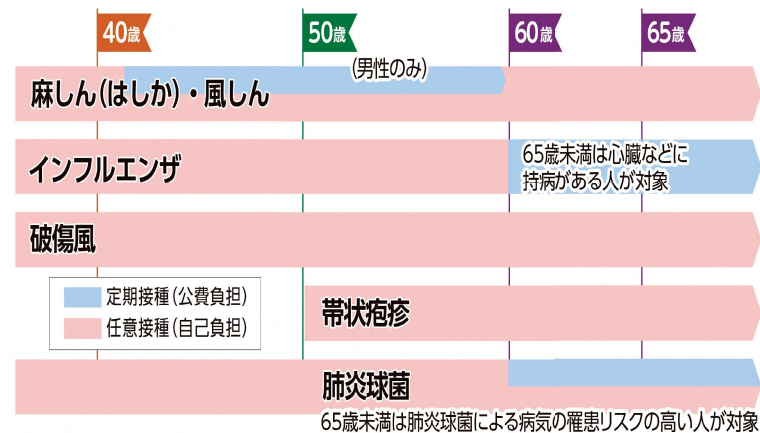 40歳
50歳
60歳
65歳
(男性のみ)
麻しん(はしか)・風しん
インフルエンザ
65歳未満は心臓などに
持病がある人が対象
破傷風
定期接種(公費負担)
任意接種(自己負担)
帯状疱疹
肺炎球菌
65歳未満は肺炎球菌による病気の罹患リスクの高い人が対象